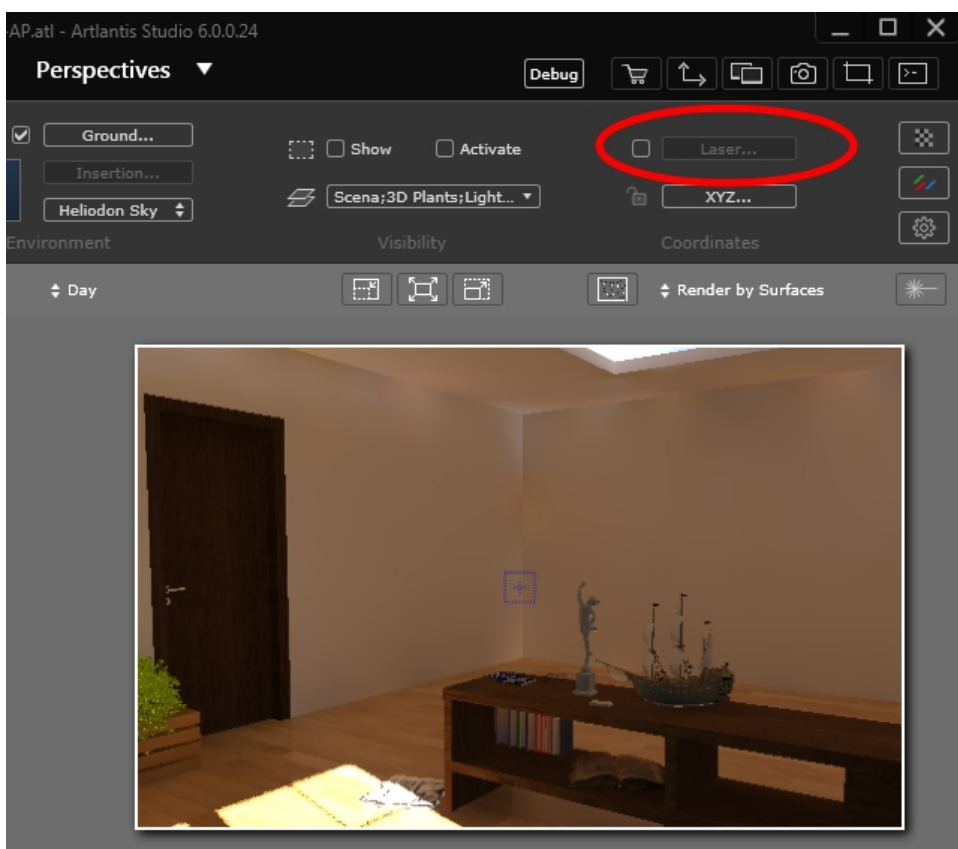 -AP.atl - Artlantis Studio 6.0.0.24
Perspectives
Debug
Ground...
Show
Activate
Laser...
Insertion...
Scena;3D Plants;Light...
XYZ...
Heliodon Sky
Environment
Visibility
Coordinates
Day
Render by Surfaces